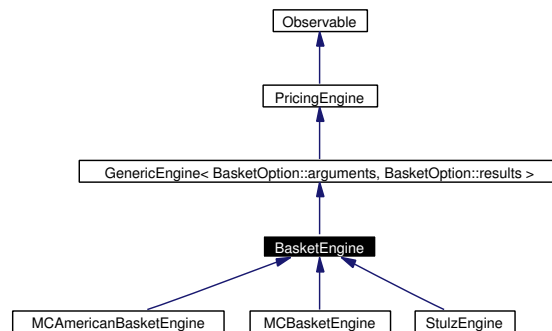 Observable
PricingEngine
GenericEngine< BasketOption::arguments, BasketOption::results >
BasketEngine
MCAmericanBasketEngine
MCBasketEngine
StulzEngine